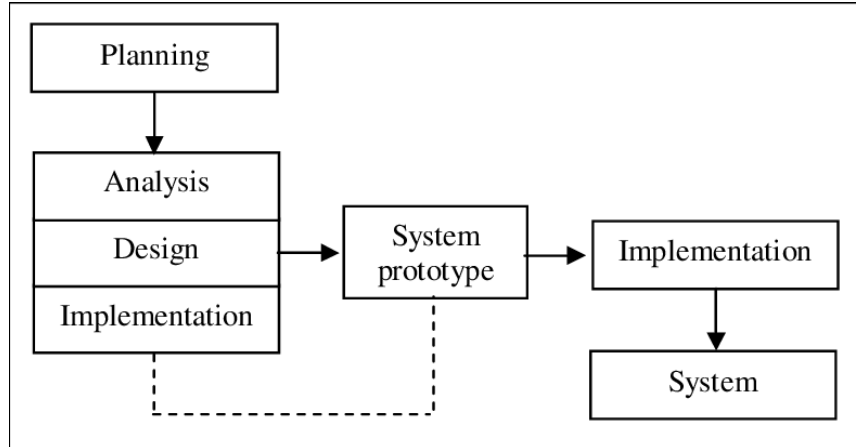 Planning
Analysis
Design
Implementation
System
prototype
Implementation
System